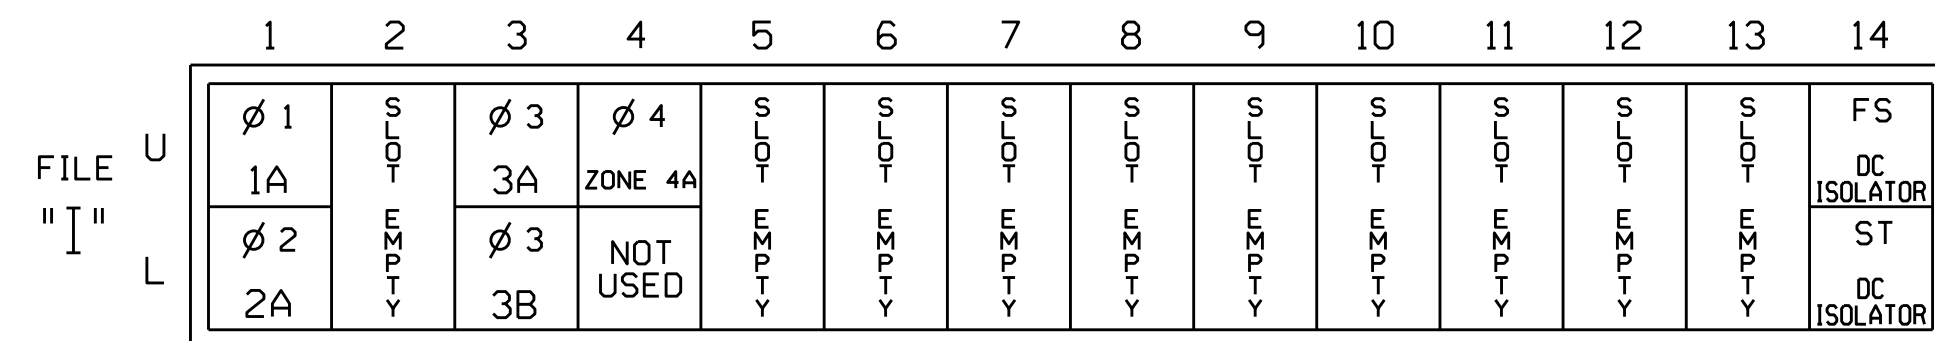 1 2 3 4 5 6 7 8 9 10 11 12 13 14
FILE
"I"
U
L
Ø 1
1A
Ø 2
2A
SLOT EMPTY
Ø 3
3A
Ø 3
3B
Ø 4
ZONE 4A
NOT
USED
SLOT EMPTY
SLOT EMPTY
SLOT EMPTY
SLOT EMPTY
SLOT EMPTY
SLOT EMPTY
SLOT EMPTY
SLOT EMPTY
SLOT EMPTY
FS
DC
ISOLATOR
ST
DC
ISOLATOR